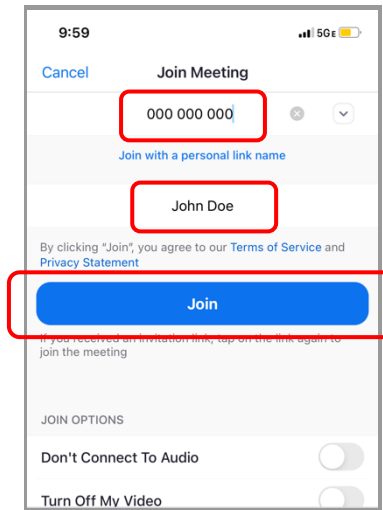 9:59
5GE
Cancel
Join Meeting
000 000 000
Join with a personal link name
John Doe
By clicking "Join", you agree to our Terms of Service and
Privacy Statement
Join
If you received an invitation link, tap on the link again to
join the meeting
JOIN OPTIONS
Don't Connect To Audio
Turn Off My Video